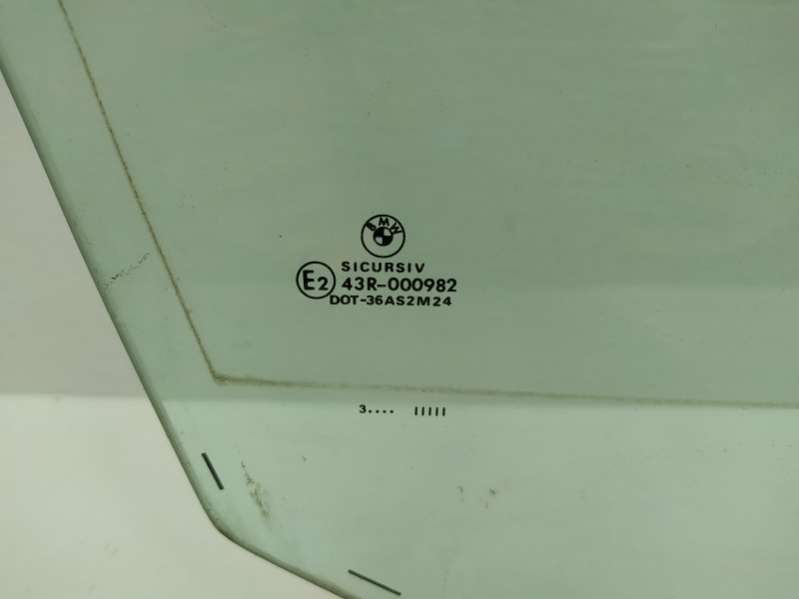 BMW
SICURSIV
E2 43R-000982
DOT-36AS2M24
3.... IIIII